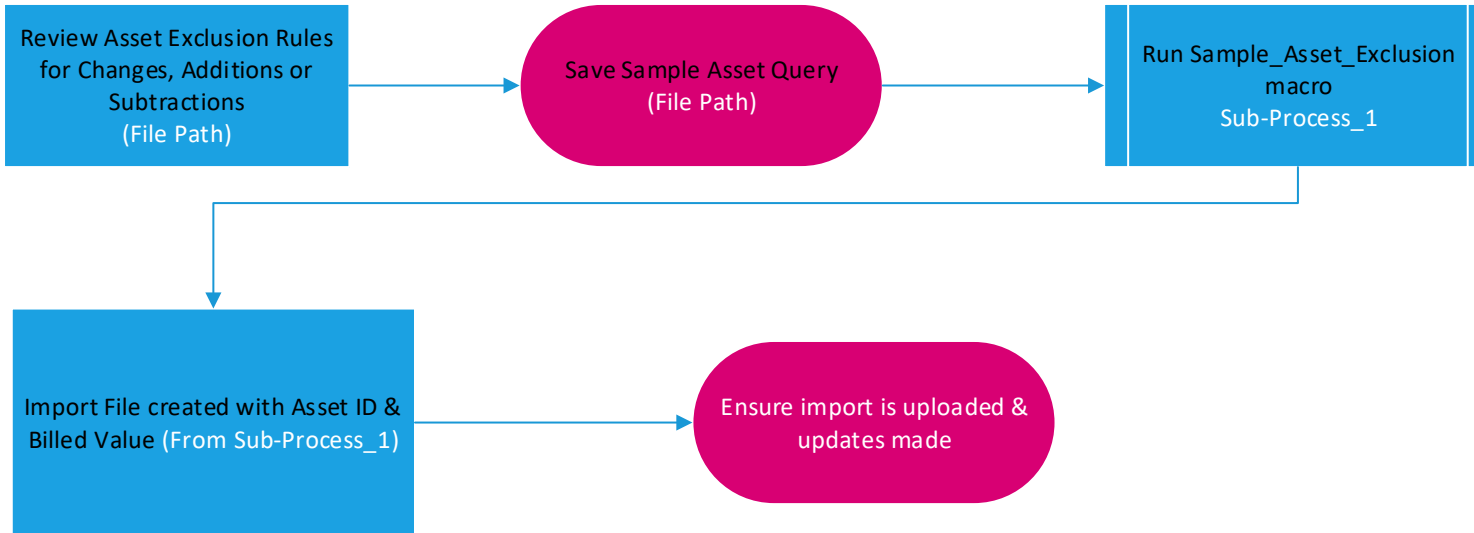 Review Asset Exclusion Rules
for Changes, Additions or
Subtractions
(File Path)
Save Sample Asset Query
(File Path)
Run Sample_Asset_Exclusion
macro
Sub-Process_1
Import File created with Asset ID &
Billed Value (From Sub-Process_1)
Ensure import is uploaded &
updates made